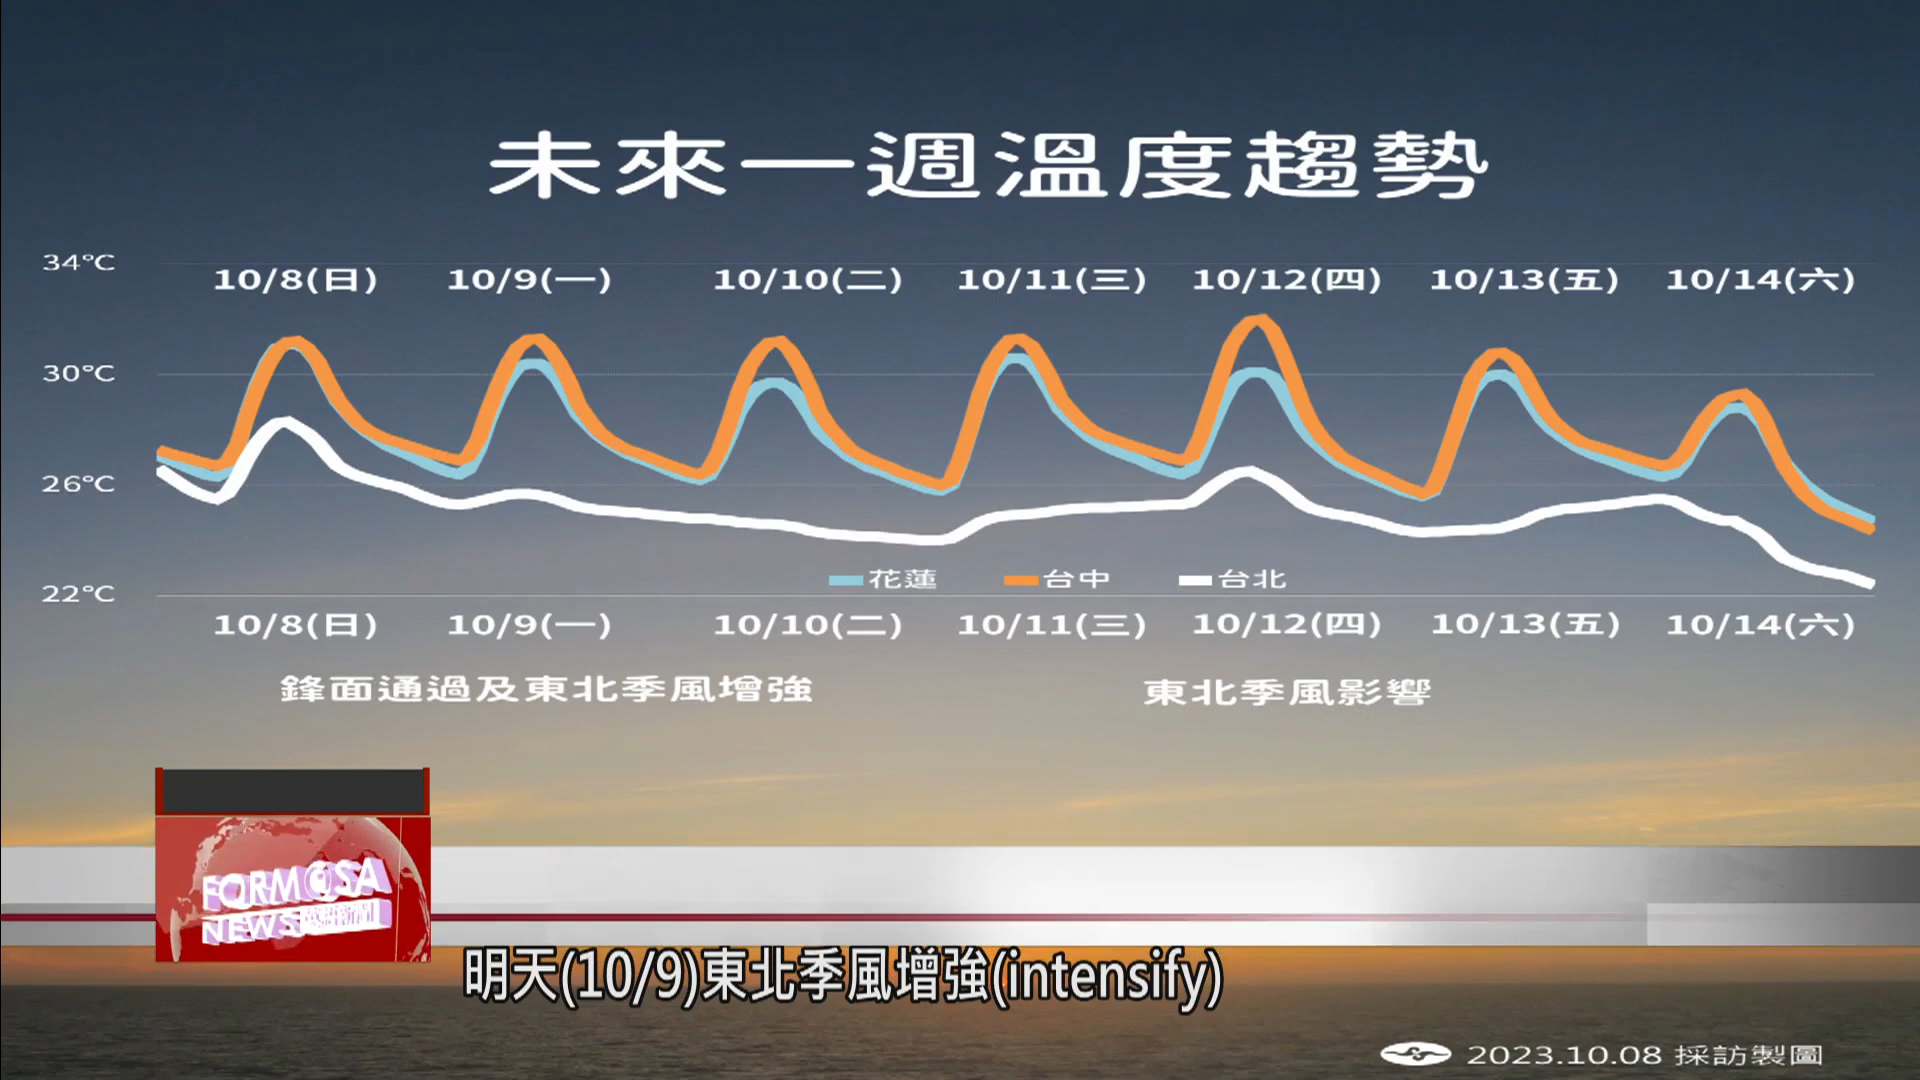 未來一週溫度趨勢
34°C
10/8(日) 10/9(一) 10/10(二) 10/11(三) 10/12(四) 10/13(五) 10/14(六)
30°C
26°C
花蓮 台中 台北
22°C
10/8(日) 10/9(一) 10/10(二) 10/11(三) 10/12(四) 10/13(五) 10/14(六)
鋒面通過及東北季風增強 東北季風影響
FORMOSA
NEWS 英語新聞
明天(10/9)東北季風增強(intensify)
2023.10.08 採訪製圖